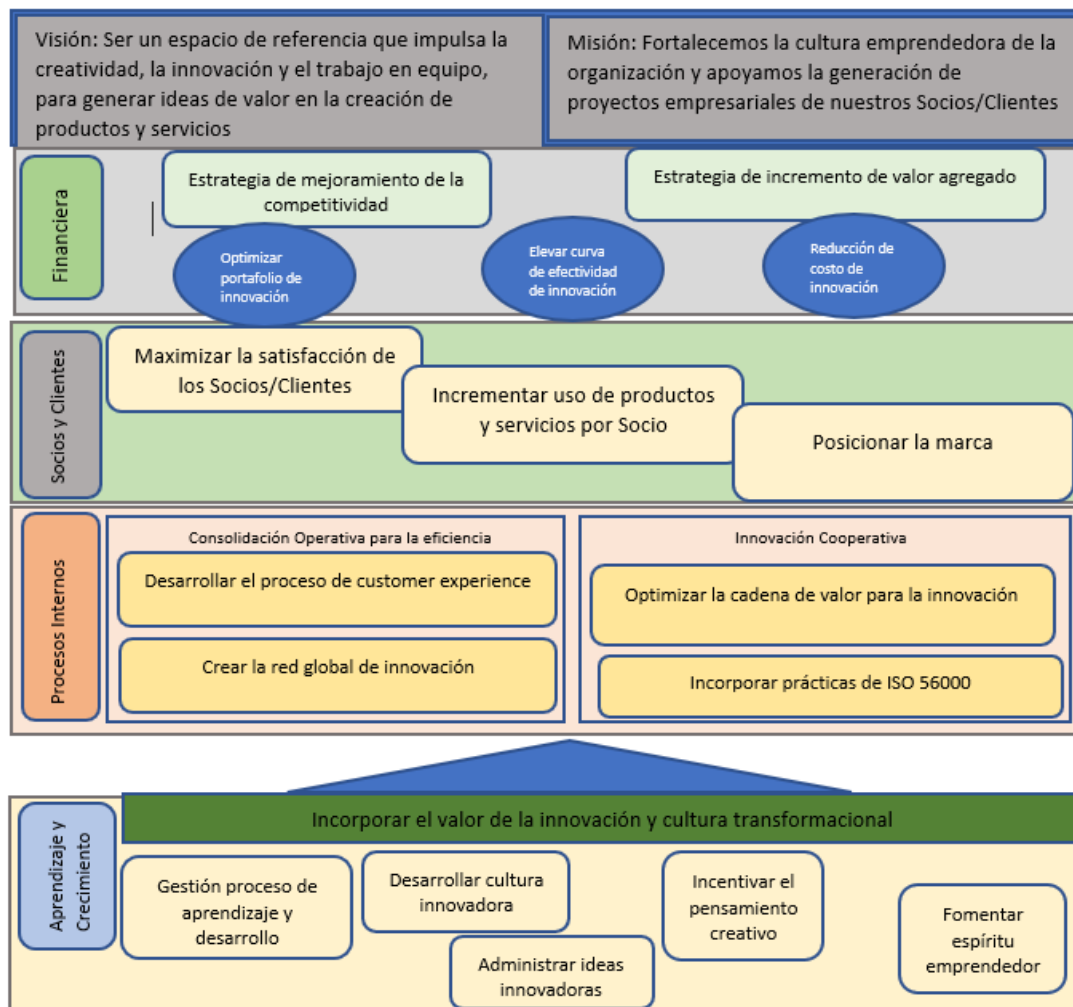 Visión: Ser un espacio de referencia que impulsa la
creatividad, la innovación y el trabajo en equipo,
para generar ideas de valor en la creación de
productos y servicios
Misión: Fortalecemos la cultura emprendedora de la
organización y apoyamos la generación de
proyectos empresariales de nuestros Socios/Clientes
Financiera
Estrategia de mejoramiento de la
competitividad
Estrategia de incremento de valor agregado
Optimizar
portafolio de
innovación
Elevar curva
de efectividad
de innovación
Reducción de
costo de
innovación
Socios y Clientes
Maximizar la satisfacción de
los Socios/Clientes
Incrementar uso de productos
y servicios por Socio
Posicionar la marca
Procesos Internos
Consolidación Operativa para la eficiencia
Desarrollar el proceso de customer experience
Crear la red global de innovación
Innovación Cooperativa
Optimizar la cadena de valor para la innovación
Incorporar prácticas de ISO 56000
Aprendizaje y
Crecimiento
Incorporar el valor de la innovación y cultura transformacional
Gestión proceso de
aprendizaje y
desarrollo
Desarrollar cultura
innovadora
Administrar ideas
innovadoras
Incentivar el
pensamiento
creativo
Fomentar
espíritu
emprendedor